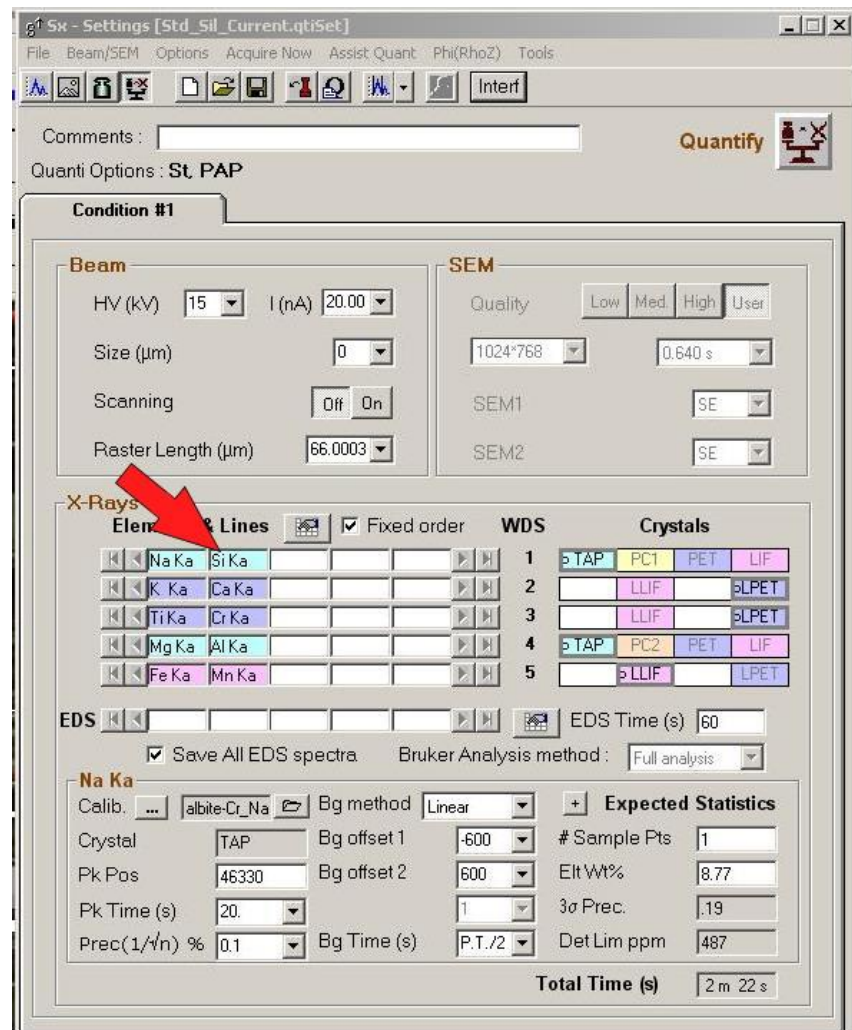 Sx - Settings [Std_Sil_Current.qtiSet]
File Beam/SEM Options Acquire Now Assist Quant Phi(RhoZ) Tools
Interf
Comments : Quantify
Quanti Options : St, PAP
Condition #1
Beam SEM
HV (kV) 15 I (nA) 20.00 Quality Low Med. High User
Size (µm) 0 1024*768 0.640 s
Scanning Off On SEM1 SE
Raster Length (µm) 66.0003 SEM2 SE
X-Rays
& Lines Fixed order WDS Crystals
Na Ka Si Ka 1 TAP PC1 PET LIF
K Ka Ca Ka 2 LLIF LPET
Ti Ka Cr Ka 3 LLIF LPET
Mg Ka Al Ka 4 TAP PC2 PET LIF
Fe Ka Mn Ka 5 LLIF LPET
EDS EDS Time (s) 60
Save All EDS spectra Bruker Analysis method : Full analysis
Na Ka
Calib. ... albite-Cr_Na Bg method Linear + Expected Statistics
Crystal TAP Bg offset 1 -600 # Sample Pts 1
Pk Pos 46330 Bg offset 2 600 Elt Wt% 8.77
Pk Time (s) 20. 1 3σ Prec. .19
Prec(1/√n) % 0.1 Bg Time (s) P.T./2 Det Lim ppm 487
Total Time (s) 2 m 22 s